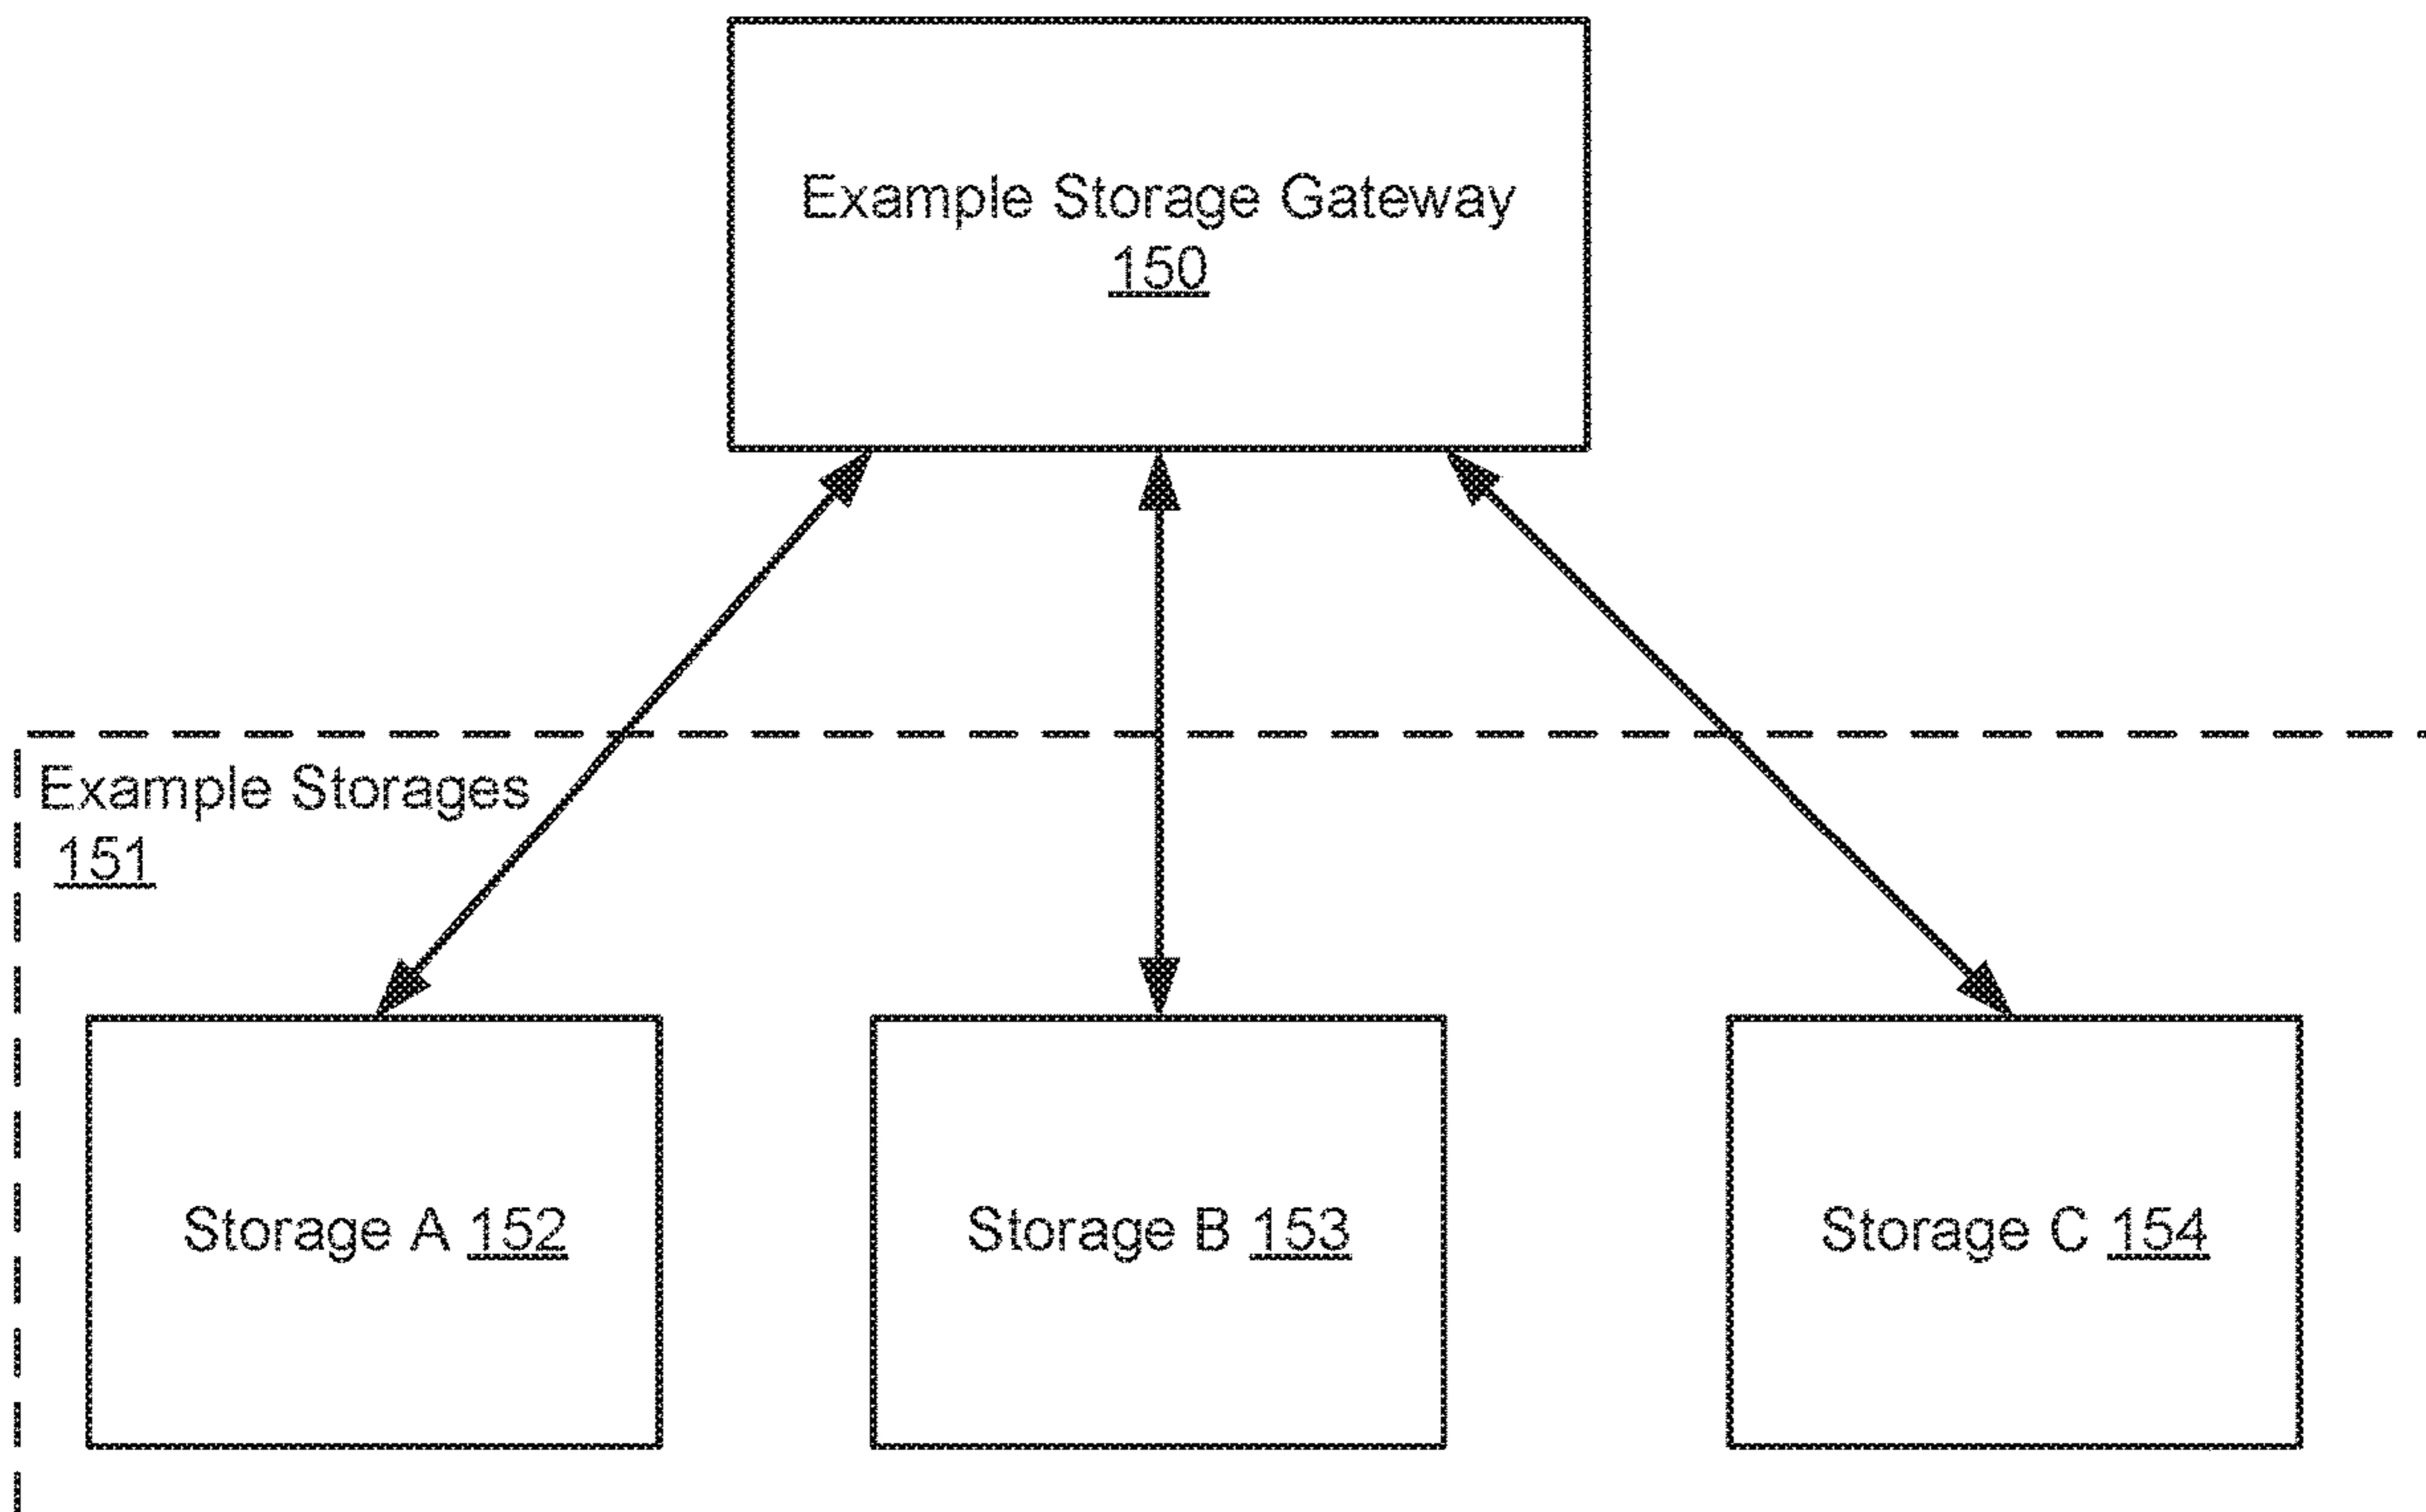 Example Storage Gateway
150
Example Storages
151
Storage A 152
Storage B 153
Storage C 154